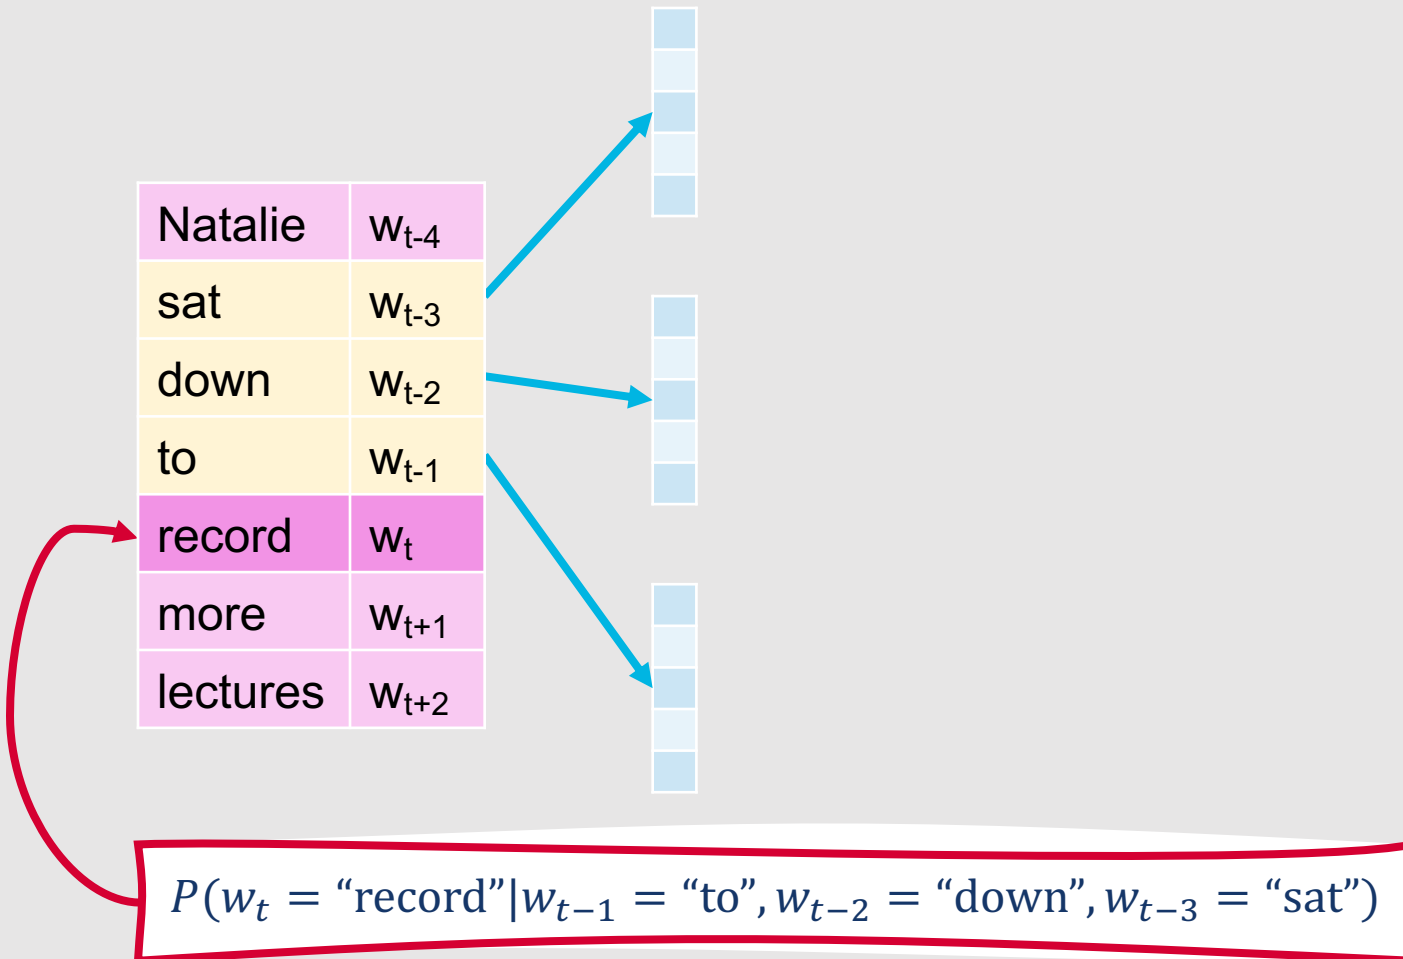 Natalie w_{t-4}
sat w_{t-3}
down w_{t-2}
to w_{t-1}
record w_t
more w_{t+1}
lectures w_{t+2}
P(w_t = “record”|w_{t−1} = “to”, w_{t−2} = “down”, w_{t−3} = “sat”)